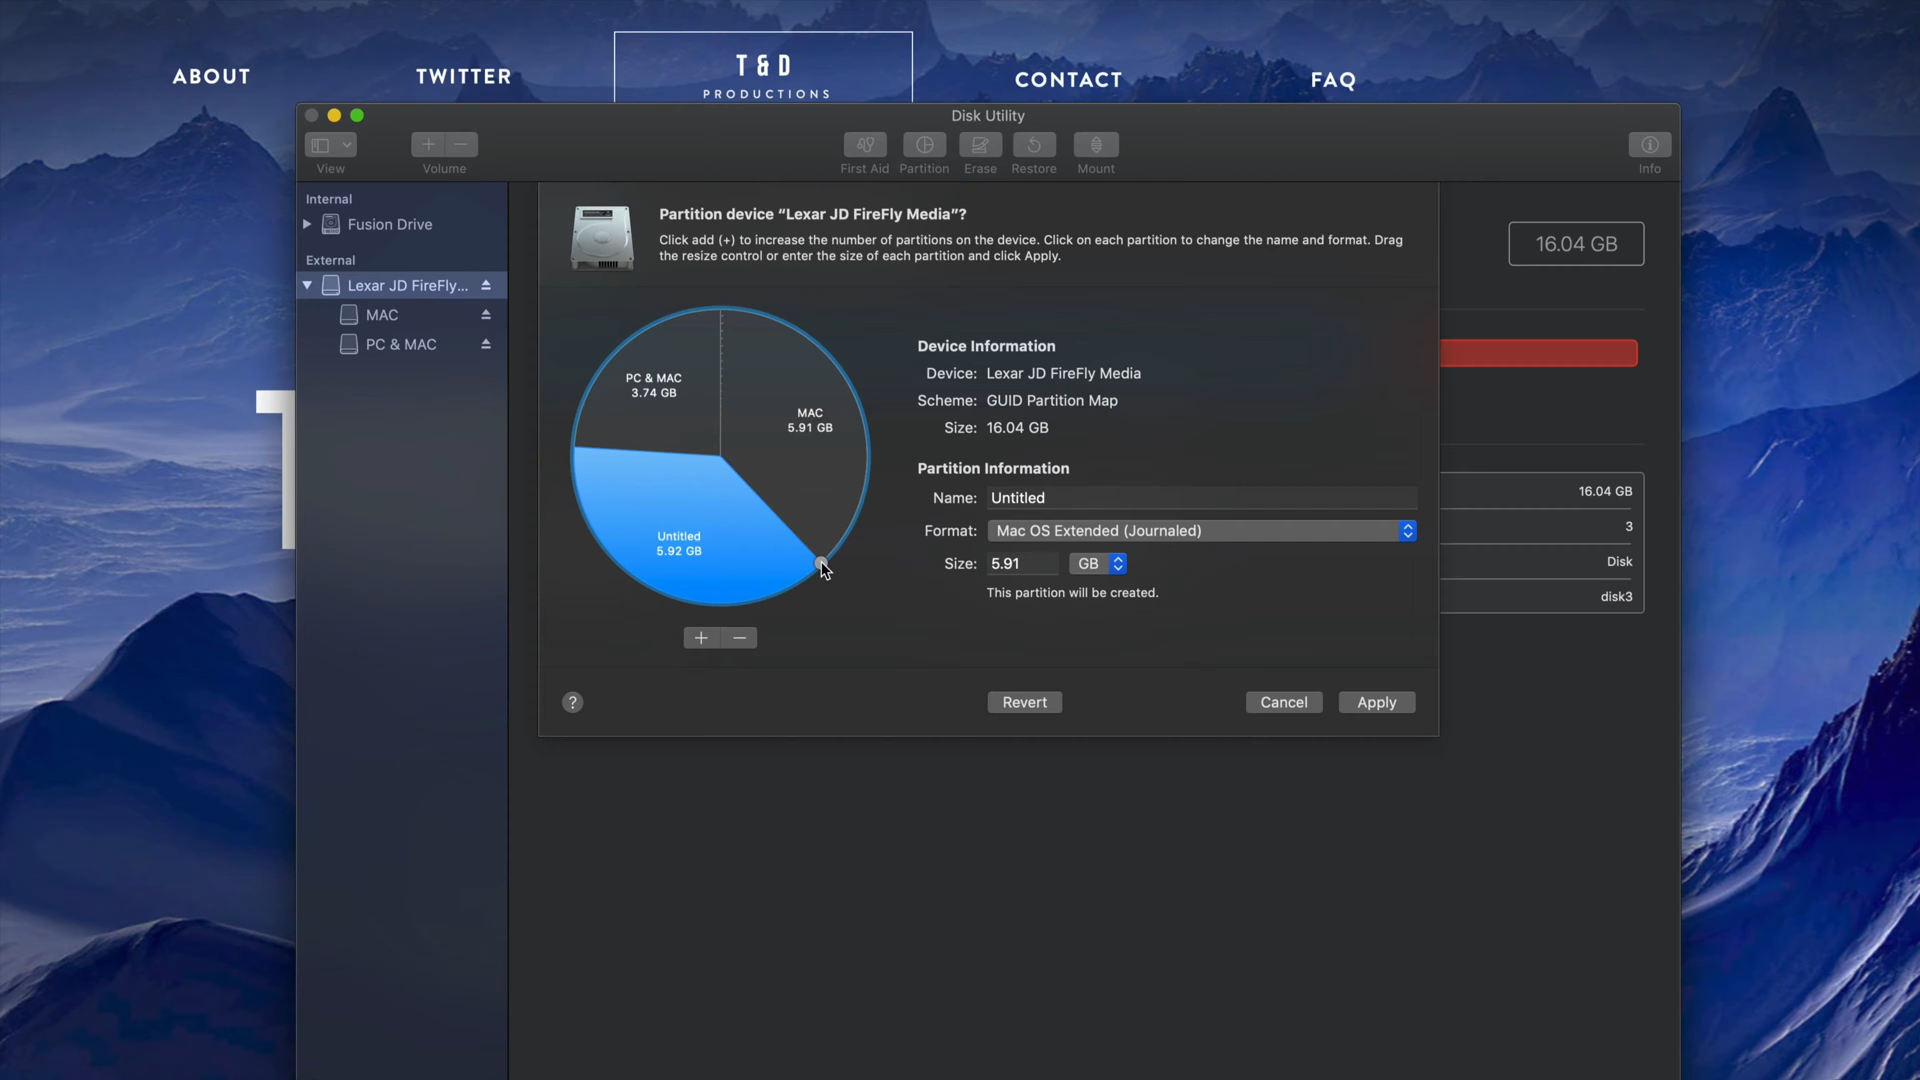 ABOUT
TWITTER
T & D
PRODUCTIONS
CONTACT
FAQ
Disk Utility
View
Volume
First Aid
Partition
Erase
Restore
Mount
Info
Internal
Fusion Drive
External
Lexar JD FireFly...
MAC
PC & MAC
Partition device “Lexar JD FireFly Media”?
Click add (+) to increase the number of partitions on the device. Click on each partition to change the name and format. Drag
the resize control or enter the size of each partition and click Apply.
16.04 GB
PC & MAC
3.74 GB
MAC
5.91 GB
Untitled
5.92 GB
Device Information
Device: Lexar JD FireFly Media
Scheme: GUID Partition Map
Size: 16.04 GB
Partition Information
Name: Untitled
Format: Mac OS Extended (Journaled)
Size: 5.91 GB
This partition will be created.
16.04 GB
3
Disk
disk3
?
Revert
Cancel
Apply
T